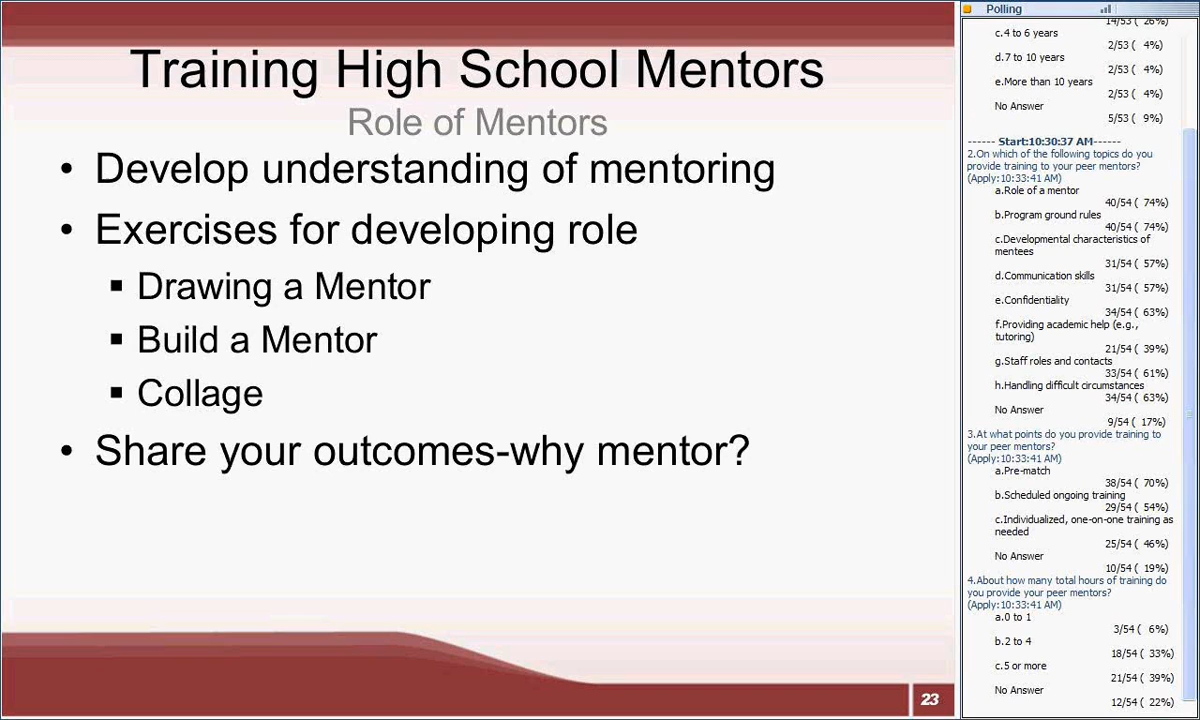 Training High School Mentors
Role of Mentors
• Develop understanding of mentoring
• Exercises for developing role
▪ Drawing a Mentor
▪ Build a Mentor
▪ Collage
• Share your outcomes-why mentor?
23
Polling
14/53 ( 26%)
c.4 to 6 years
2/53 ( 4%)
d.7 to 10 years
2/53 ( 4%)
e.More than 10 years
2/53 ( 4%)
No Answer
5/53 ( 9%)
------ Start:10:30:37 AM------
2.On which of the following topics do you
provide training to your peer mentors?
(Apply:10:33:41 AM)
a.Role of a mentor
40/54 ( 74%)
b.Program ground rules
40/54 ( 74%)
c.Developmental characteristics of
mentees
31/54 ( 57%)
d.Communication skills
31/54 ( 57%)
e.Confidentiality
34/54 ( 63%)
f.Providing academic help (e.g.,
tutoring)
21/54 ( 39%)
g.Staff roles and contacts
33/54 ( 61%)
h.Handling difficult circumstances
34/54 ( 63%)
No Answer
9/54 ( 17%)
3.At what points do you provide training to
your peer mentors?
(Apply:10:33:41 AM)
a.Pre-match
38/54 ( 70%)
b.Scheduled ongoing training
29/54 ( 54%)
c.Individualized, one-on-one training as
needed
25/54 ( 46%)
No Answer
10/54 ( 19%)
4.About how many total hours of training do
you provide your peer mentors?
(Apply:10:33:41 AM)
a.0 to 1
3/54 ( 6%)
b.2 to 4
18/54 ( 33%)
c.5 or more
21/54 ( 39%)
No Answer
12/54 ( 22%)